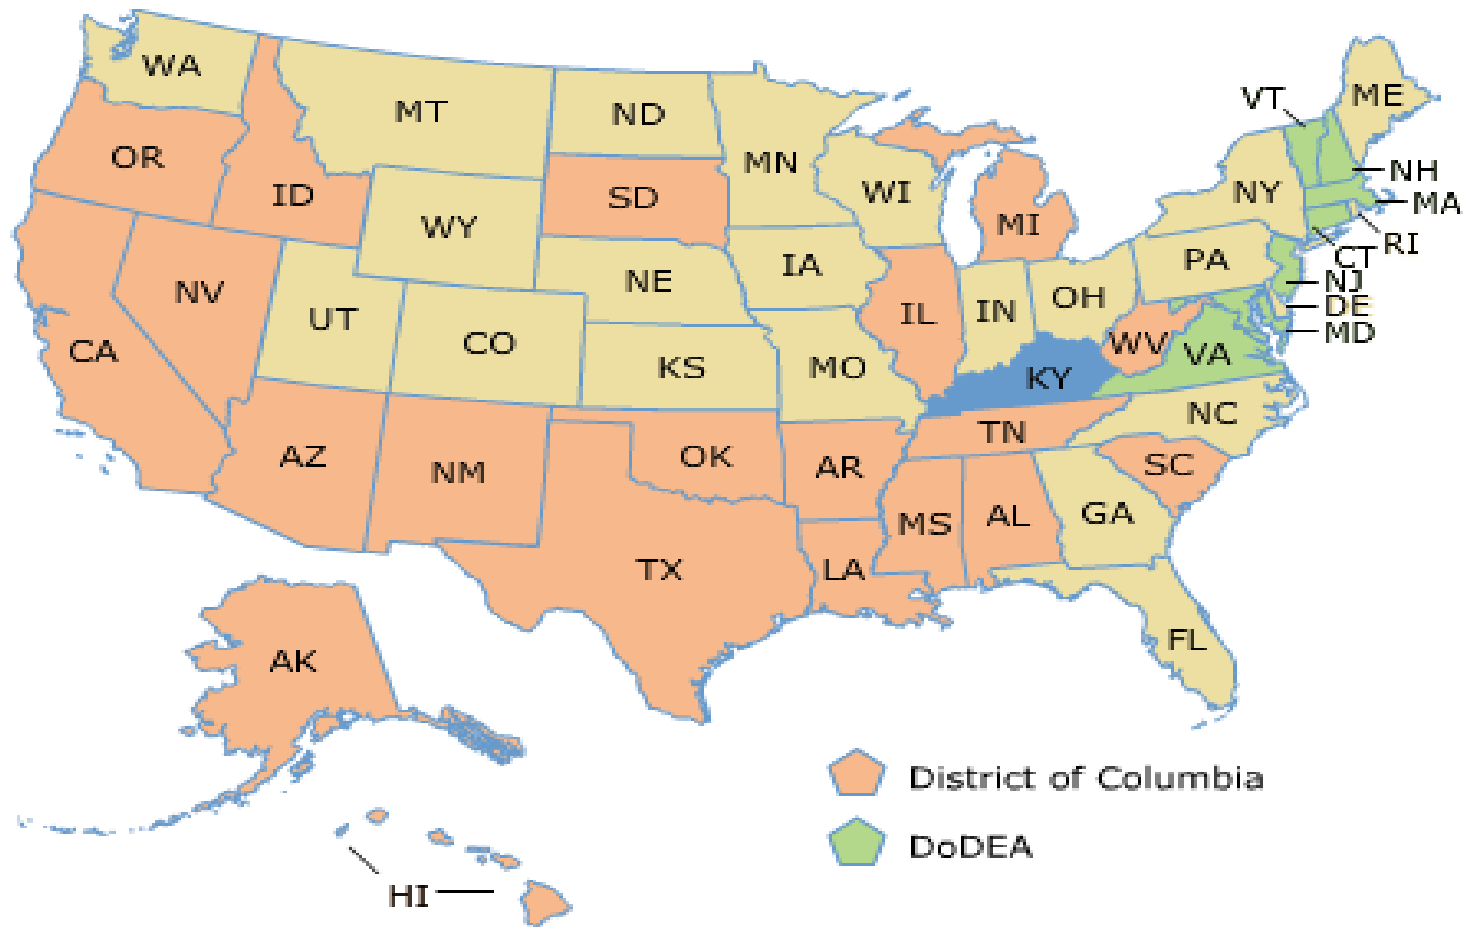 WA
MT
ND
MN
VT
ME
OR
ID
SD
WI
MI
NY
NH
MA
WY
RI
CT
NV
NE
IA
PA
NJ
UT
CO
IL
IN
OH
DE
CA
KS
MO
WV
VA
MD
KY
AZ
NM
OK
AR
TN
NC
SC
TX
LA
MS
AL
GA
FL
AK
District of Columbia
DoDEA
HI